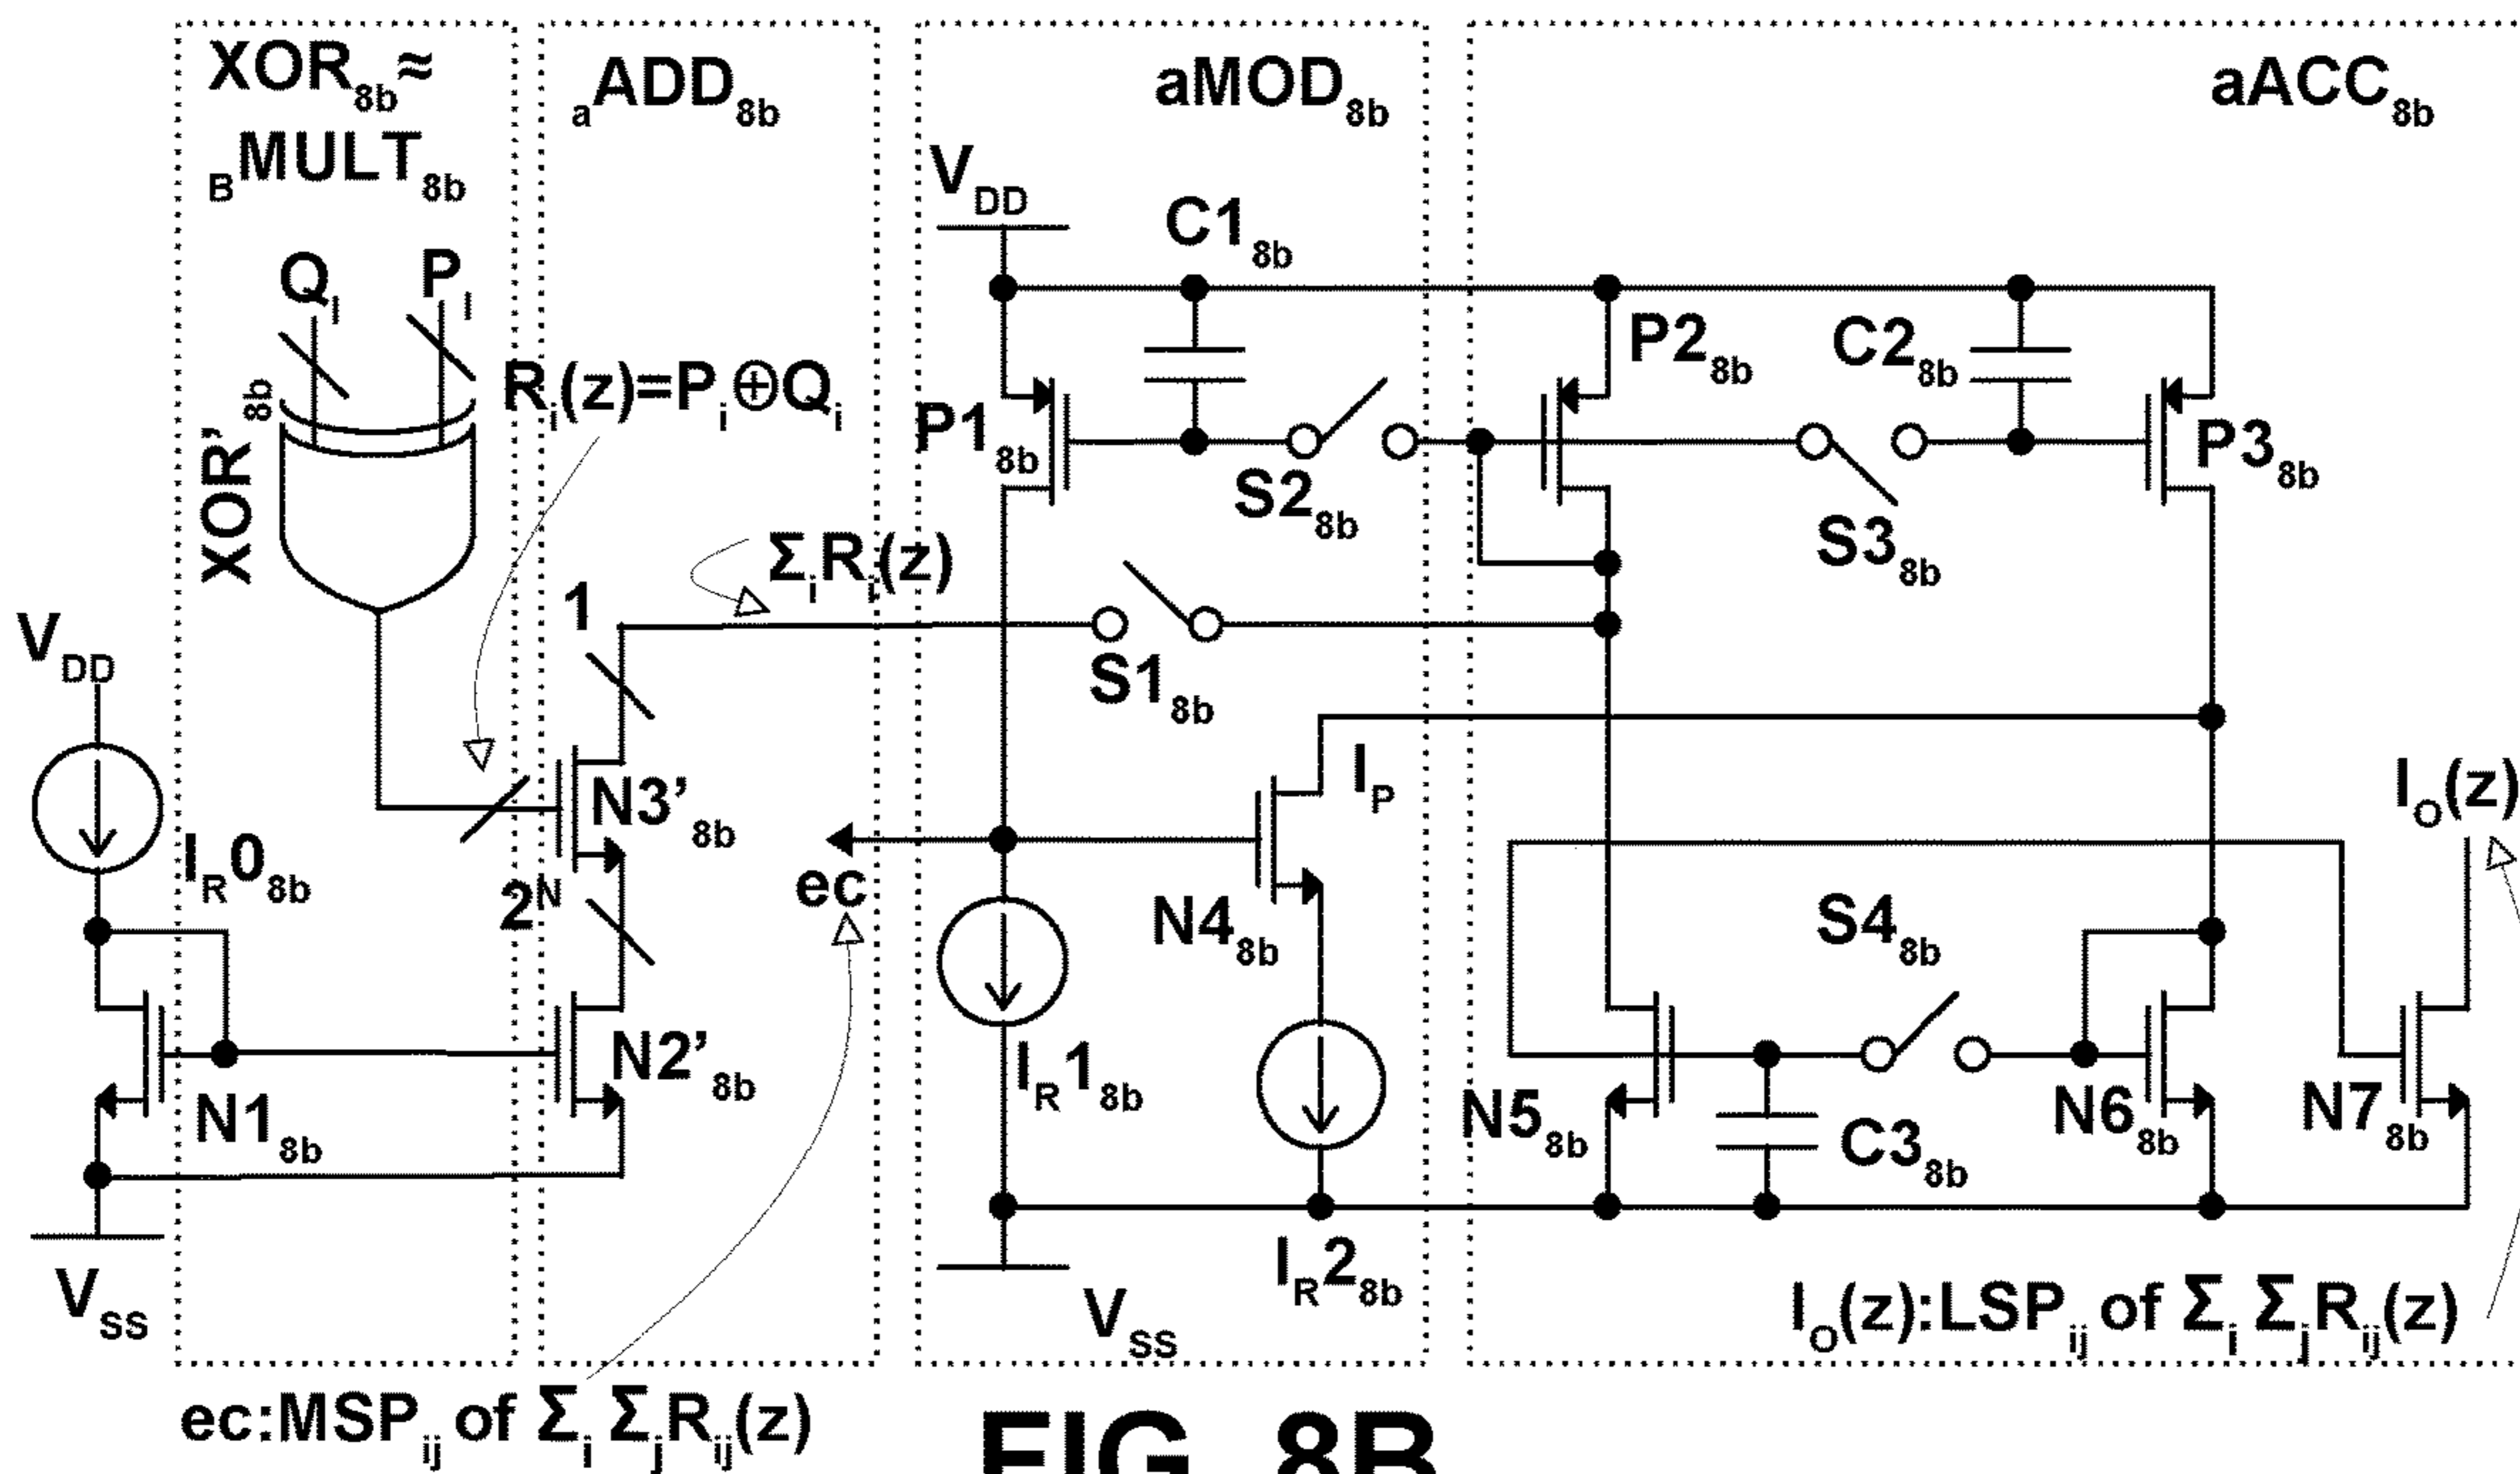 XOR8b≈
BMULT8b
aADD8b
aMOD8b
aACC8b
VDD
C18b
Qi
Pi
XOR'8b
Ri(z)=Pi⊕Qi
P18b
S28b
P28b
C28b
P38b
S38b
ΣiRi(z)
1
S18b
VDD
IR08b
N3'8b
2N
ec
IP
N48b
IO(z)
S48b
N18b
N2'8b
IR18b
N58b
C38b
N68b
N78b
VSS
VSS
IR28b
IO(z):LSPij of Σi ΣjRij(z)
ec:MSPij of Σi ΣjRij(z)
FIG. 8B